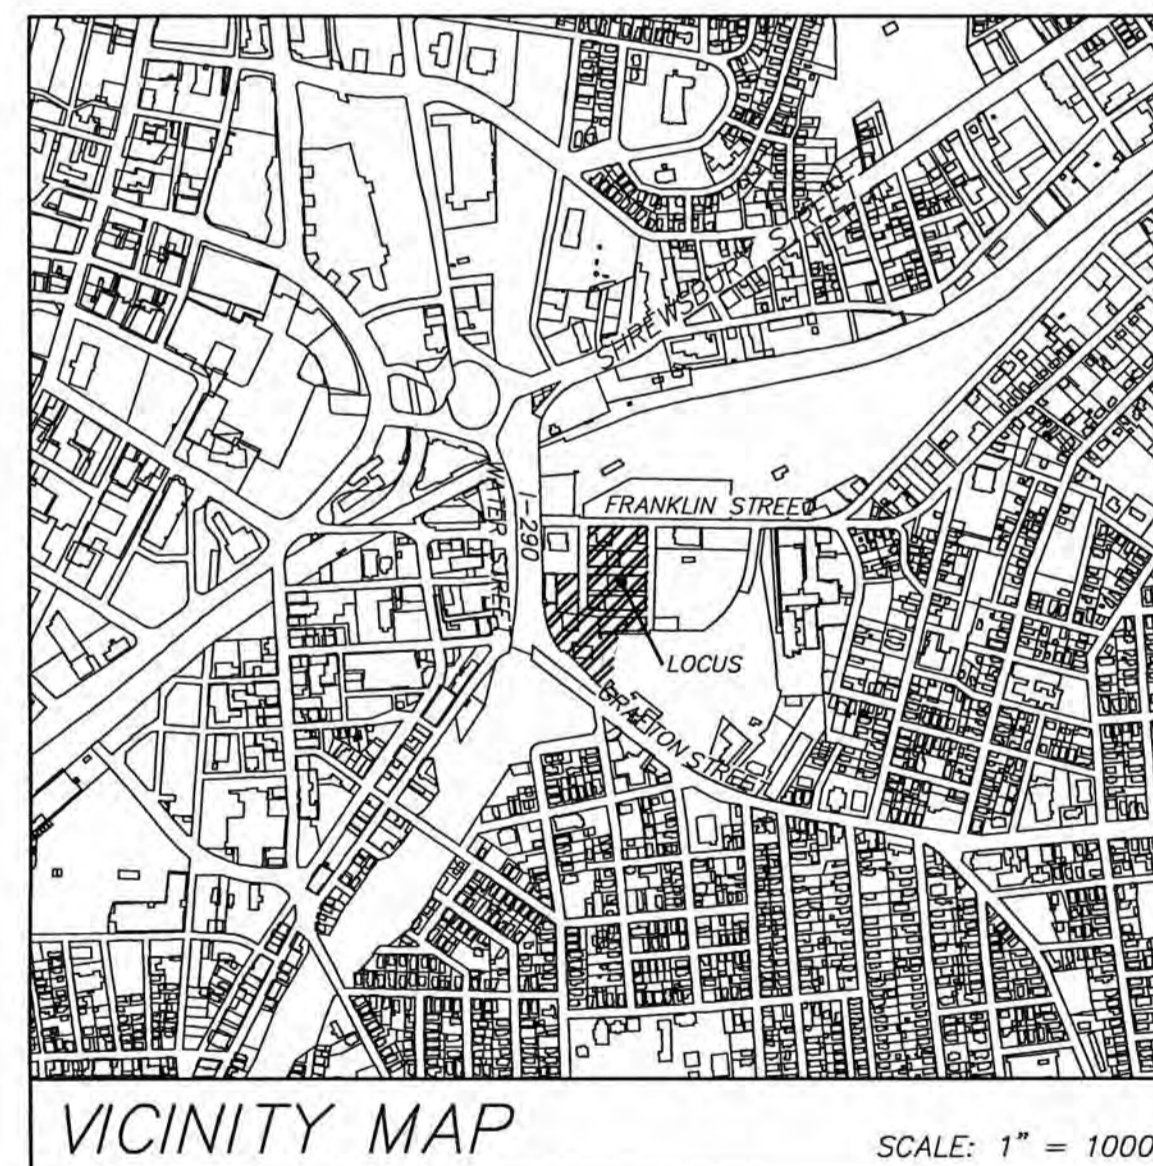 SHREWSBURY ST
FRANKLIN STREET
WATER STREET
I-290
LOCUS
GRAFTON STREET
VICINITY MAP
SCALE: 1" = 1000